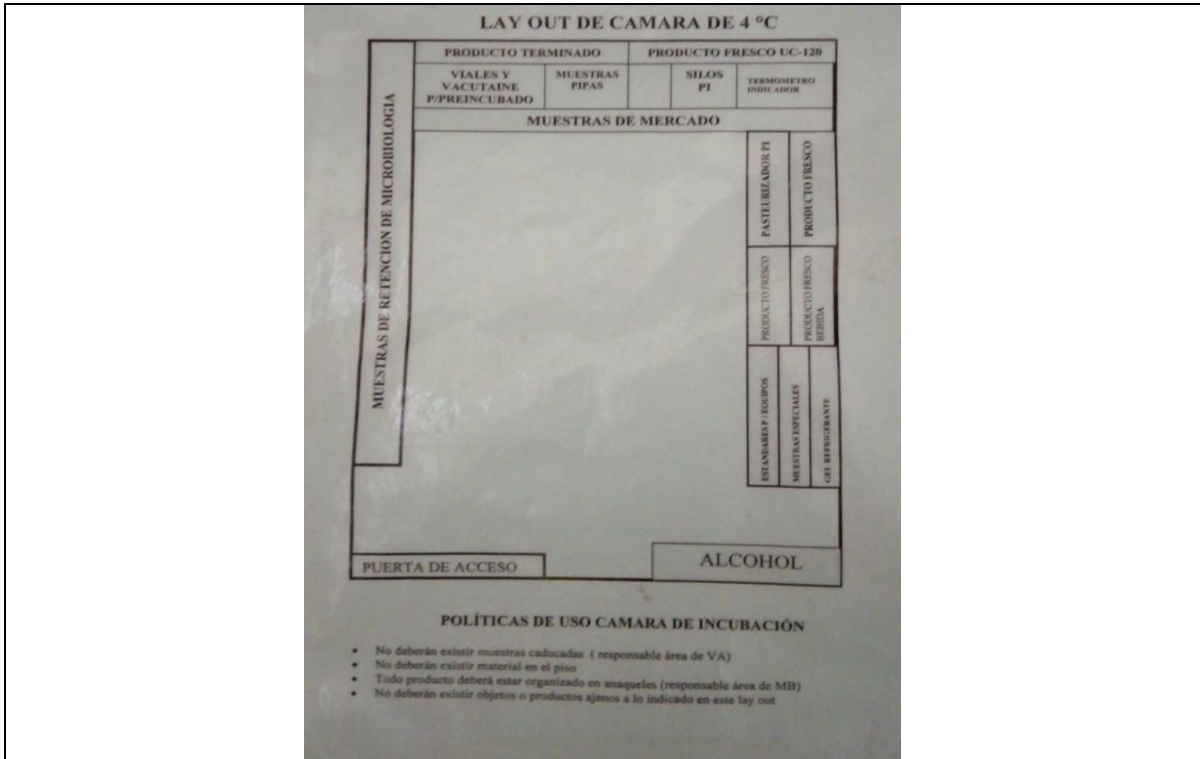 LAY OUT DE CAMARA DE 4 °C
PRODUCTO TERMINADO
PRODUCTO FRESCO UC-120
VIALES Y
VACUTAINE
P/PREINCUBADO
MUESTRAS
PIPAS
SILOS
PI
TERMOMETRO
INDICADOR
MUESTRAS DE MERCADO
MUESTRAS DE RETENCION DE MICROBIOLOGIA
PASTEURIZADOR PI
PRODUCTO FRESCO
PRODUCTO FRESCO
PRODUCTO FRESCO
BEBIDA
ESTANDARES P / EQUIPOS
MUESTRAS ESPECIALES
GEL REFRIGERANTE
PUERTA DE ACCESO
ALCOHOL
POLÍTICAS DE USO CAMARA DE INCUBACIÓN
• No deberán existir muestras caducadas ( responsable área de VA)
• No deberán existir material en el piso
• Todo producto deberá estar organizado en anaqueles (responsable área de MB)
• No deberán existir objetos o productos ajenos a lo indicado en este lay out